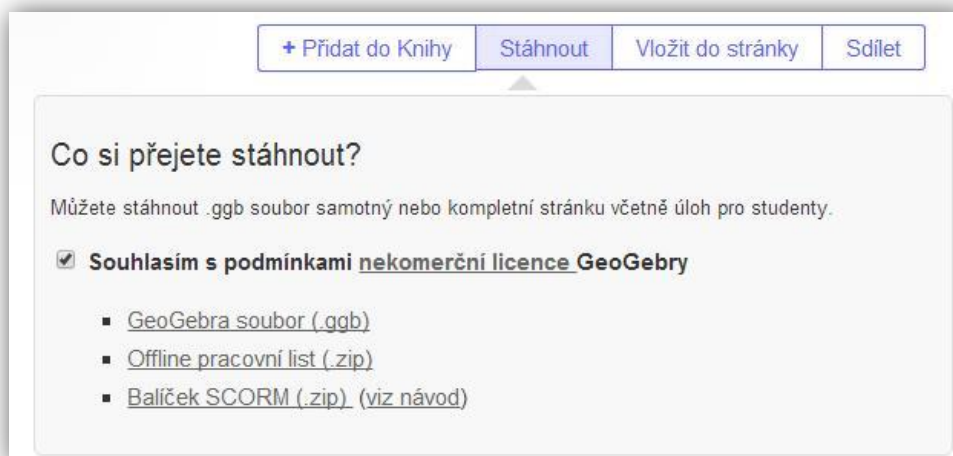 + Přidat do Knihy Stáhnout Vložit do stránky Sdílet
Co si přejete stáhnout?
Můžete stáhnout .ggb soubor samotný nebo kompletní stránku včetně úloh pro studenty.
Souhlasím s podmínkami nekomerční licence GeoGebry
GeoGebra soubor (.ggb)
Offline pracovní list (.zip)
Balíček SCORM (.zip) (viz návod)